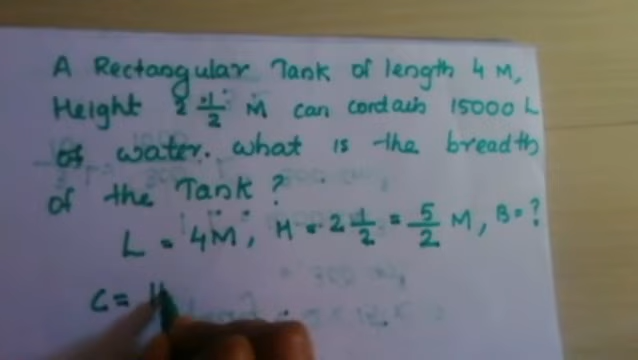 A Rectangular Tank of length 4 M,
Height 2 1/2 M can contain 15000 L
of water. what is the breadth
of the Tank ?
L = 4M, H = 2 1/2 = 5/2 M, B = ?
C =